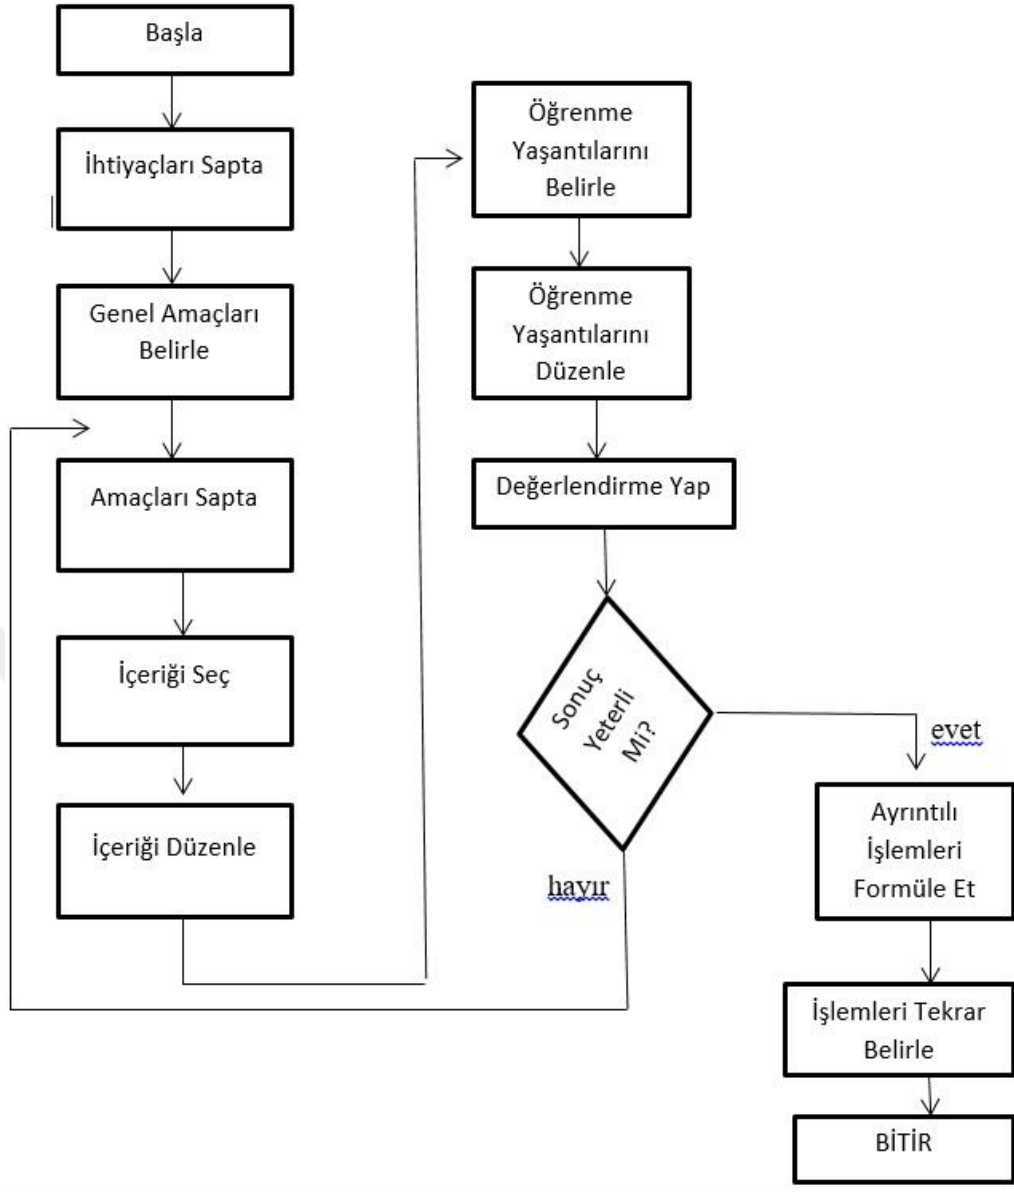 Başla
İhtiyaçları Sapta
Genel Amaçları
Belirle
Amaçları Sapta
İçeriği Seç
İçeriği Düzenle
Öğrenme
Yaşantılarını
Belirle
Öğrenme
Yaşantılarını
Düzenle
Değerlendirme Yap
Sonuç
Yeterli
Mi?
hayır
evet
Ayrıntılı
İşlemleri
Formüle Et
İşlemleri Tekrar
Belirle
BİTİR